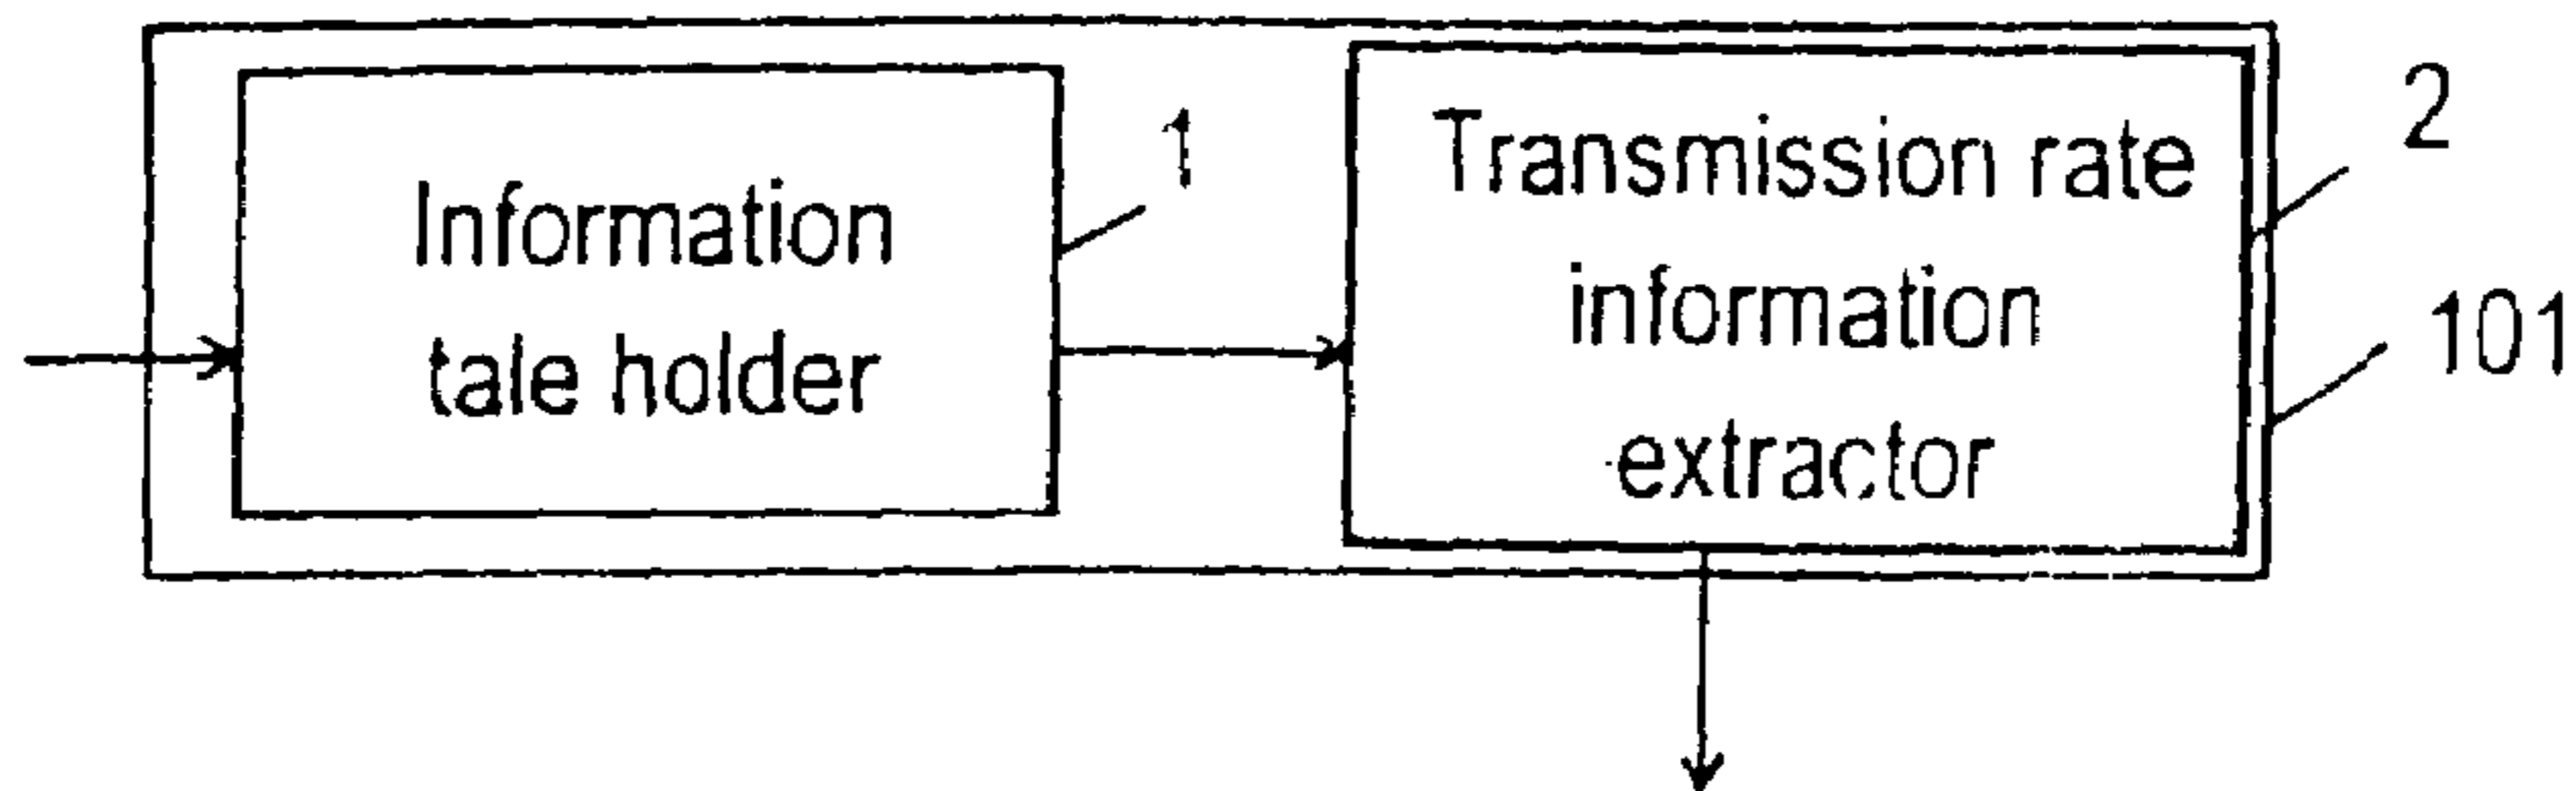 Information
tale holder
1
Transmission rate
information
extractor
2
101